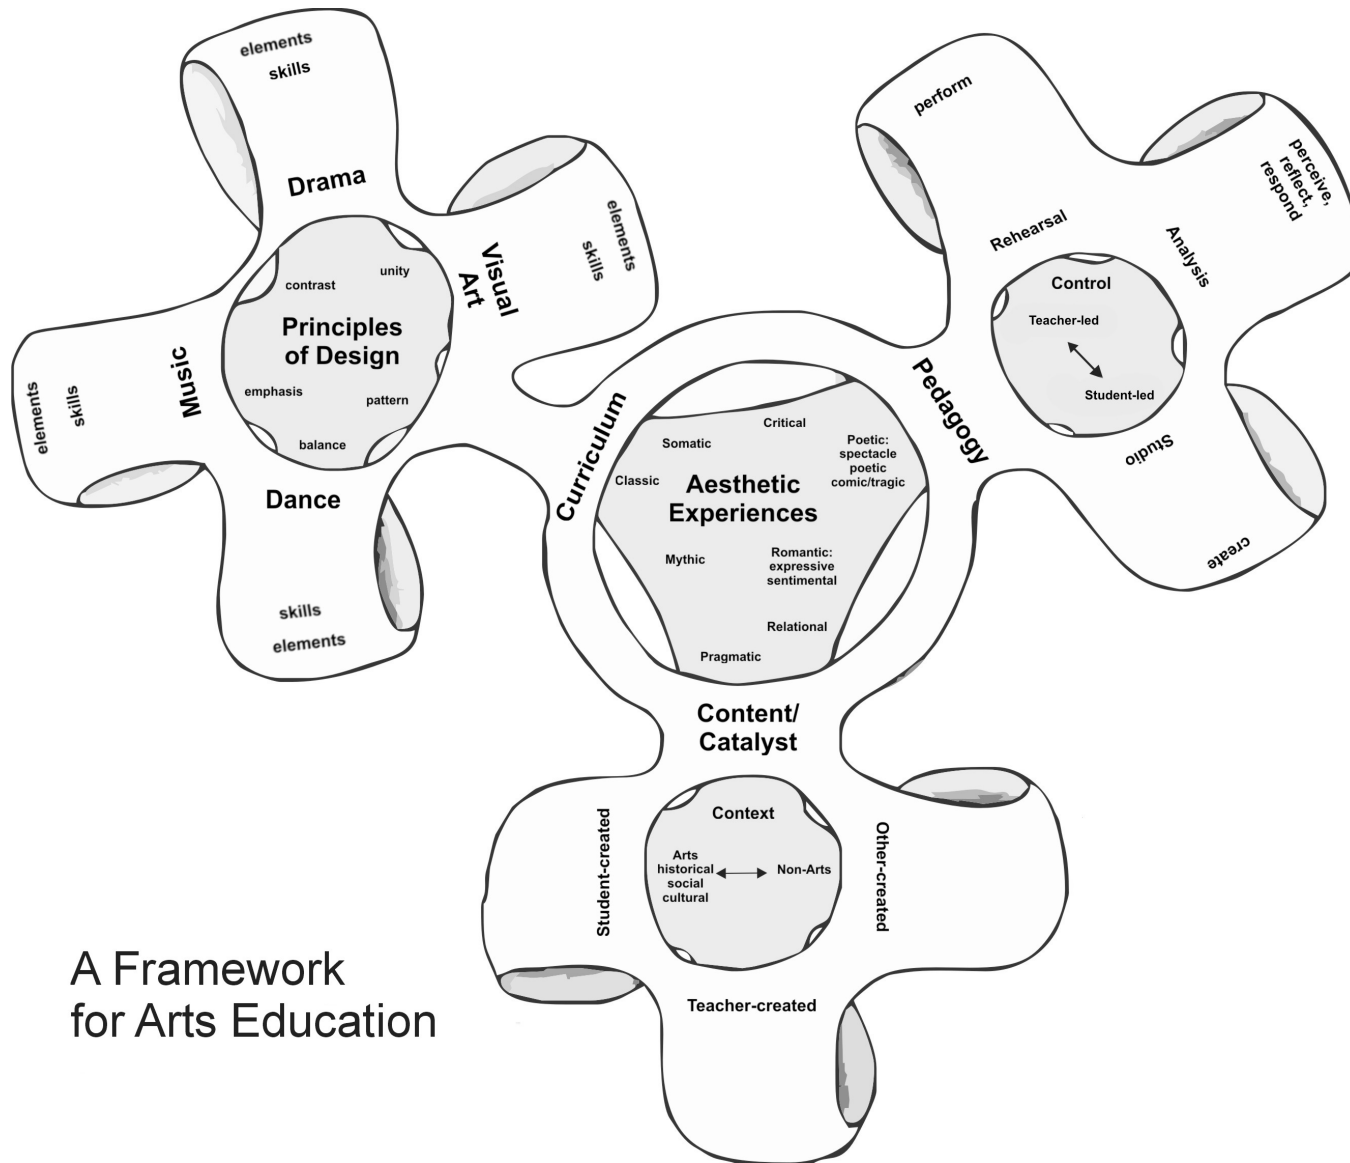 elements
skills
Drama
elements
skills
Visual
Art
Music
skills
elements
Dance
skills
elements
contrast
unity
Principles
of Design
emphasis
pattern
balance
Curriculum
Critical
Somatic
Poetic:
spectacle
poetic
comic/tragic
Classic
Aesthetic
Experiences
Mythic
Romantic:
expressive
sentimental
Relational
Pragmatic
Pedagogy
perform
Rehearsal
perceive,
reflect,
respond
Analysis
Control
Teacher-led
Student-led
Studio
create
Content/
Catalyst
Student-created
Context
Arts
historical
social
cultural
Non-Arts
Other-created
Teacher-created
A Framework
for Arts Education